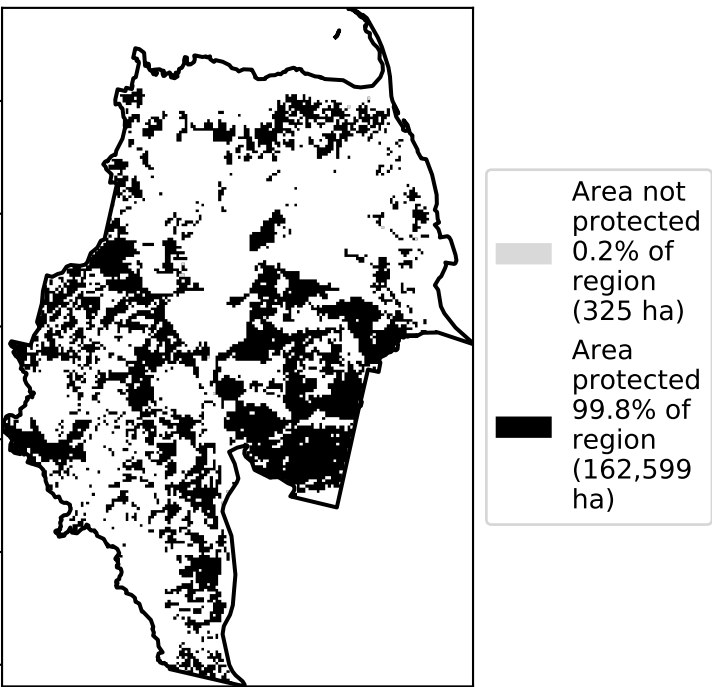 Area not
protected
0.2% of
region
(325 ha)
Area
protected
99.8% of
region
(162,599
ha)